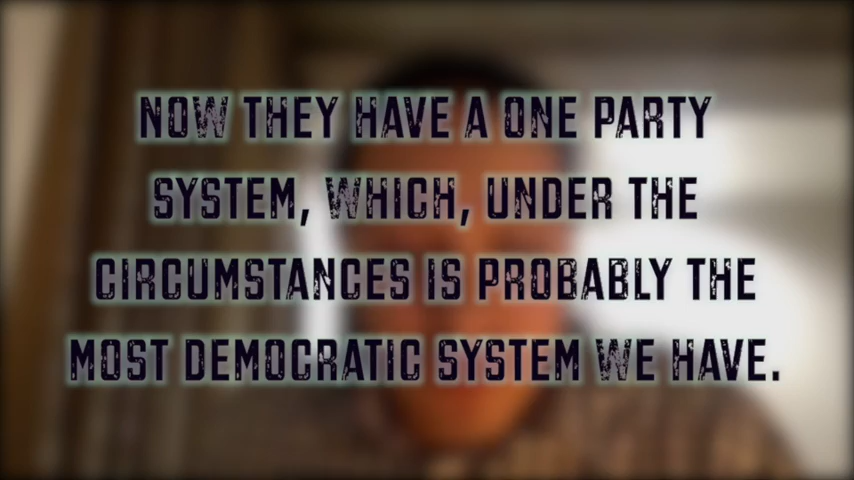 NOW THEY HAVE A ONE PARTY
SYSTEM, WHICH, UNDER THE
CIRCUMSTANCES IS PROBABLY THE
MOST DEMOCRATIC SYSTEM WE HAVE.